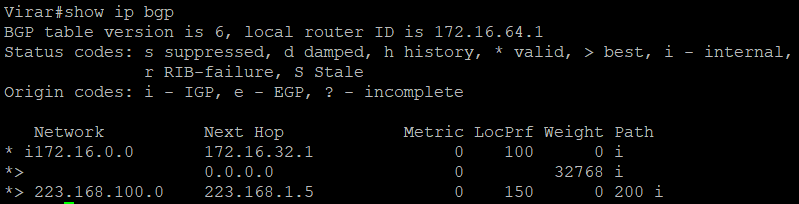 Virar#show ip bgp
BGP table version is 6, local router ID is 172.16.64.1
Status codes: s suppressed, d damped, h history, * valid, > best, i - internal,
              r RIB-failure, S Stale
Origin codes: i - IGP, e - EGP, ? - incomplete

   Network          Next Hop            Metric LocPrf Weight Path
* i172.16.0.0       172.16.32.1              0    100      0 i
*>                  0.0.0.0                  0         32768 i
*> 223.168.100.0    223.168.1.5              0    150      0 200 i